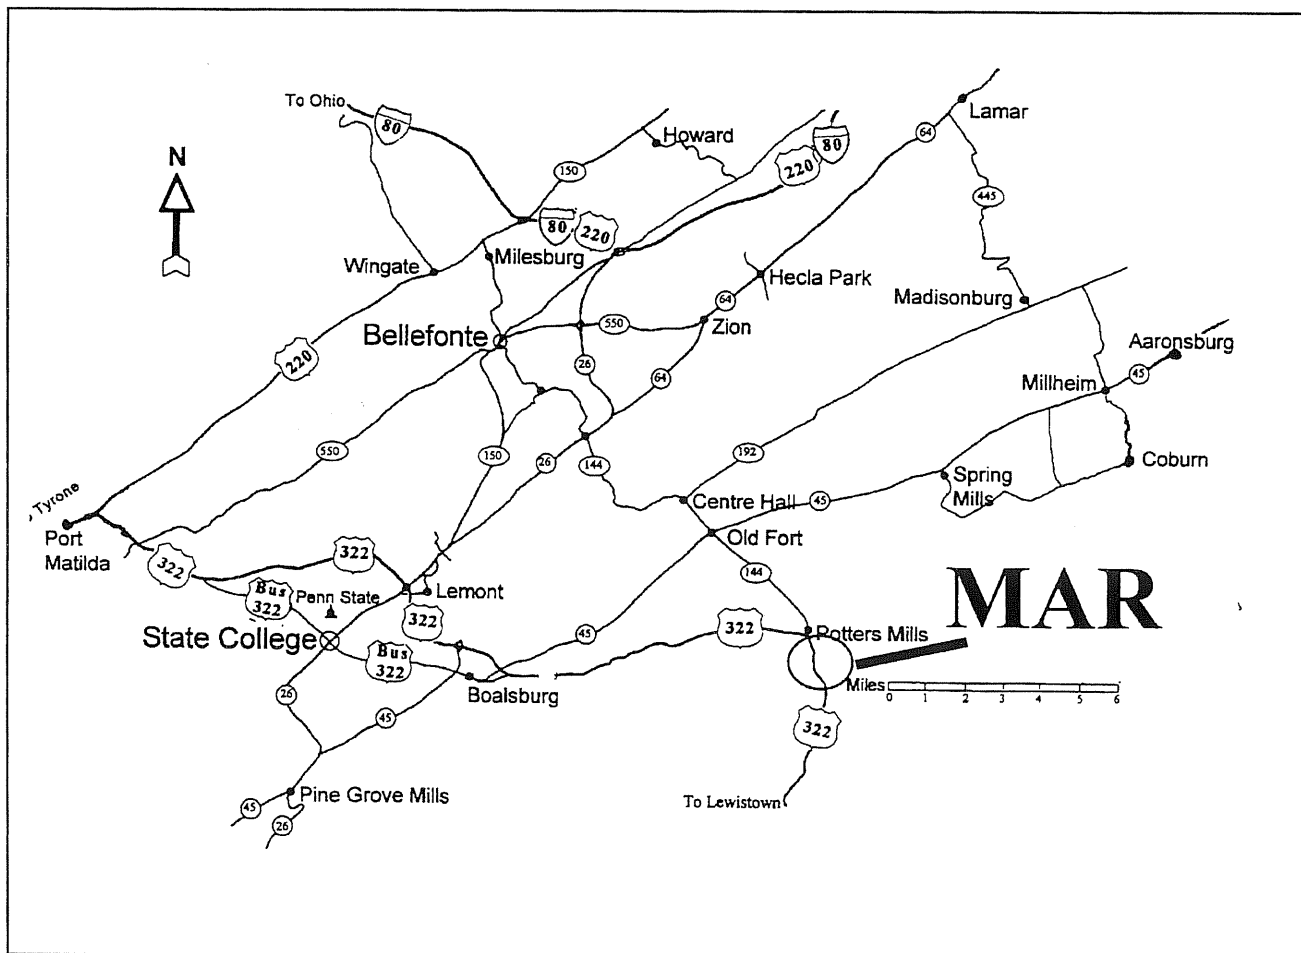 To Ohio
80
Lamar
64
Howard
80
N
150
220
445
80
220
Milesburg
Wingate
Hecla Park
Madisonburg
64
Bellefonte
550
Zion
Aaronsburg
220
26
64
Millheim
45
550
150
26
144
192
Coburn
Spring
Mills
Tyrone
Centre Hall
45
Port
Matilda
Old Fort
322
322
144
MAR
Bus
322
Penn State
Lemont
322
State College
45
322
Potters Mills
Bus
322
Boalsburg
Miles
0 1 2 3 4 5 6
26
45
322
Pine Grove Mills
To Lewistown
45
26